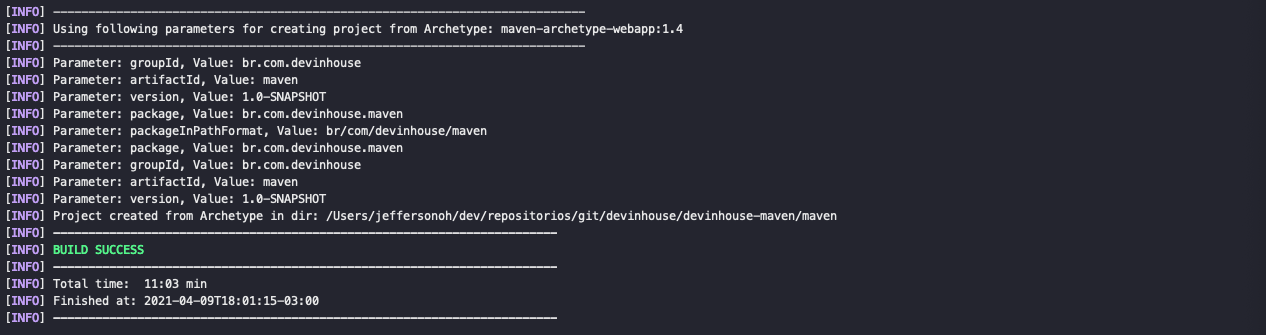 [INFO] ----------------------------------------------------------------------------
[INFO] Using following parameters for creating project from Archetype: maven-archetype-webapp:1.4
[INFO] ----------------------------------------------------------------------------
[INFO] Parameter: groupId, Value: br.com.devinhouse
[INFO] Parameter: artifactId, Value: maven
[INFO] Parameter: version, Value: 1.0-SNAPSHOT
[INFO] Parameter: package, Value: br.com.devinhouse.maven
[INFO] Parameter: packageInPathFormat, Value: br/com/devinhouse/maven
[INFO] Parameter: package, Value: br.com.devinhouse.maven
[INFO] Parameter: groupId, Value: br.com.devinhouse
[INFO] Parameter: artifactId, Value: maven
[INFO] Parameter: version, Value: 1.0-SNAPSHOT
[INFO] Project created from Archetype in dir: /Users/jeffersonoh/dev/repositorios/git/devinhouse/devinhouse-maven/maven
[INFO] ------------------------------------------------------------------------
[INFO] BUILD SUCCESS
[INFO] ------------------------------------------------------------------------
[INFO] Total time:  11:03 min
[INFO] Finished at: 2021-04-09T18:01:15-03:00
[INFO] ------------------------------------------------------------------------